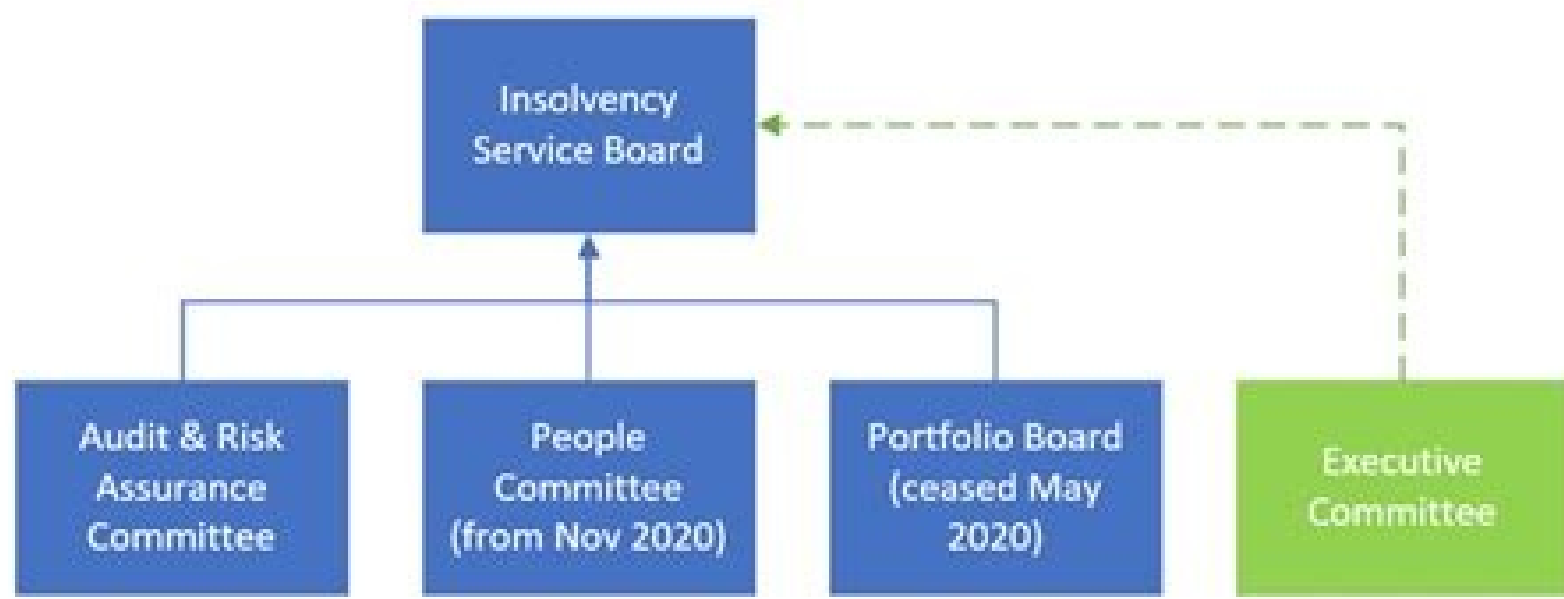 Insolvency
Service Board
Audit & Risk
Assurance
Committee
People
Committee
(from Nov 2020)
Portfolio Board
(ceased May
2020)
Executive
Committee